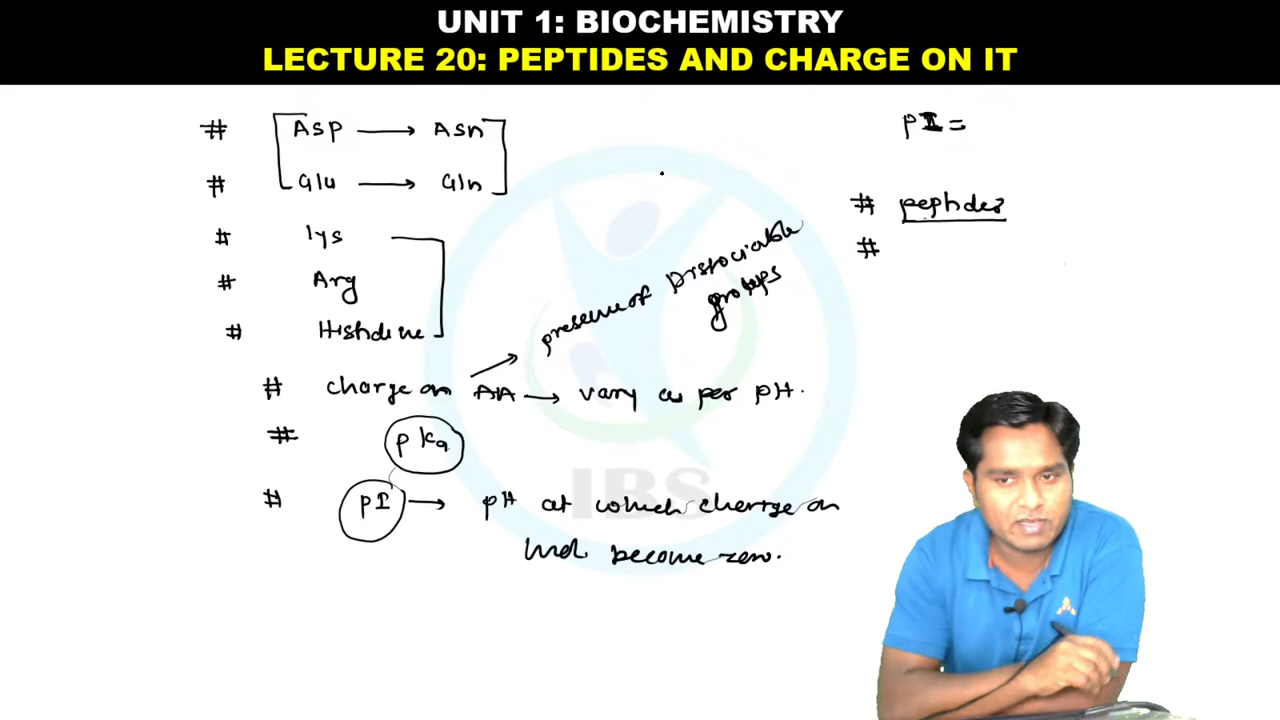 UNIT 1: BIOCHEMISTRY
LECTURE 20: PEPTIDES AND CHARGE ON IT
# Asp → Asn
# Glu → Gln
# lys
# Arg
# Histidine
presence of Dissociable
groups
# charge on AA → vary as per pH.
# pKa
# pI → pH at which charge on
become zero.
pI =
# peptides
#
IBS